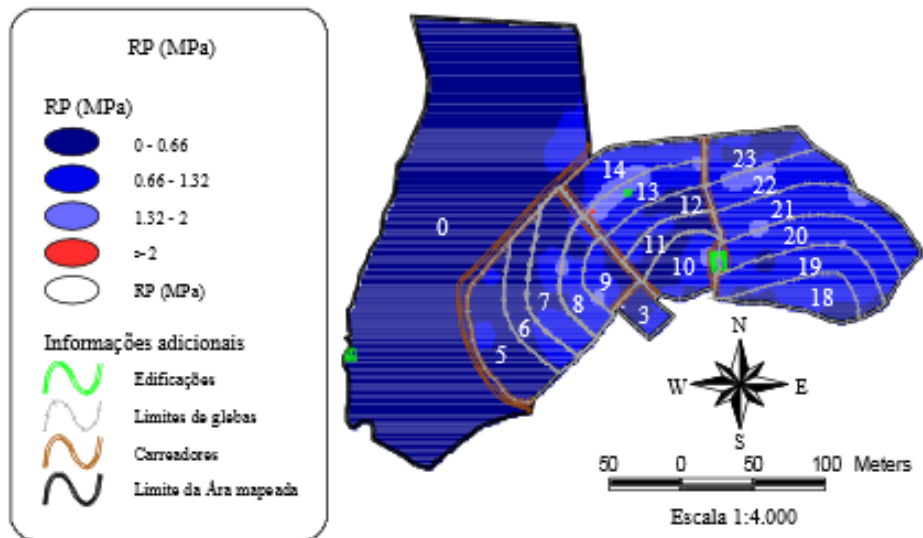 RP (MPa)
RP (MPa)
0 - 0.66
0.66 - 1.32
1.32 - 2
> 2
RP (MPa)
Informações adicionais
Edificações
Limites de glebas
Carreadores
Limite da Ára mapeada
0
14
13
12
11
10
23
22
21
20
19
18
9
8
7
6
5
3
N
W
E
S
50 0 50 100 Meters
Escala 1:4.000